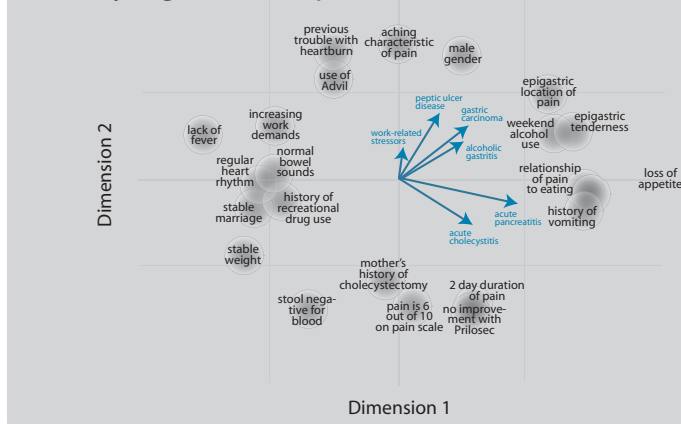 previous
trouble with
heartburn
aching
characteristic
of pain
male
gender
use of
Advil
epigastric
location of
pain
peptic ulcer
disease
gastric
carcinoma
increasing
work
demands
lack of
fever
work-related
stressors
alcoholic
gastritis
weekend
alcohol
use
epigastric
tenderness
normal
bowel
sounds
regular
heart
rhythm
relationship
of pain
to eating
loss of
appetite
history of
recreational
drug use
stable
marriage
acute
pancreatitis
history of
vomiting
acute
cholecystitis
stable
weight
mother's
history of
cholecystectomy
2 day duration
of pain
stool nega-
tive for
blood
pain is 6
out of 10
on pain scale
no improve-
ment with
Prilosec
Dimension 2
Dimension 1